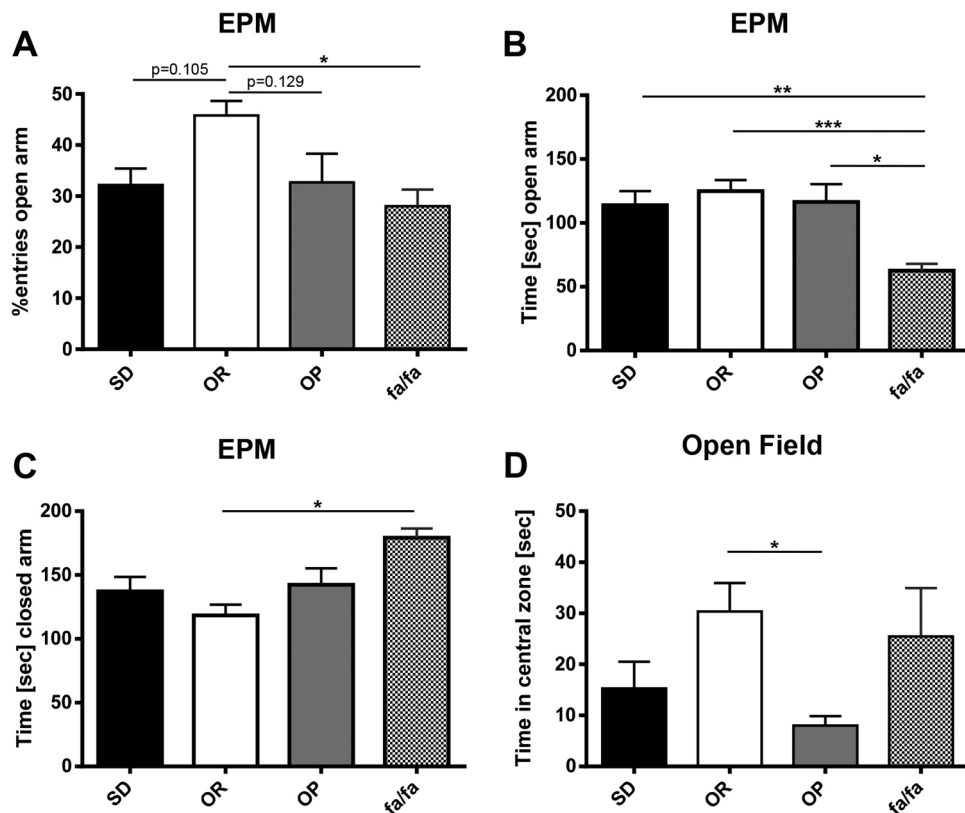 A
EPM
p=0.105
*
p=0.129
%entries open arm
50
40
30
20
10
0
SD
OR
OP
fa/fa
B
EPM
**
***
*
Time [sec] open arm
200
150
100
50
0
SD
OR
OP
fa/fa
C
EPM
*
Time [sec] closed arm
200
150
100
50
0
SD
OR
OP
fa/fa
D
Open Field
*
Time in central zone [sec]
50
40
30
20
10
0
SD
OR
OP
fa/fa